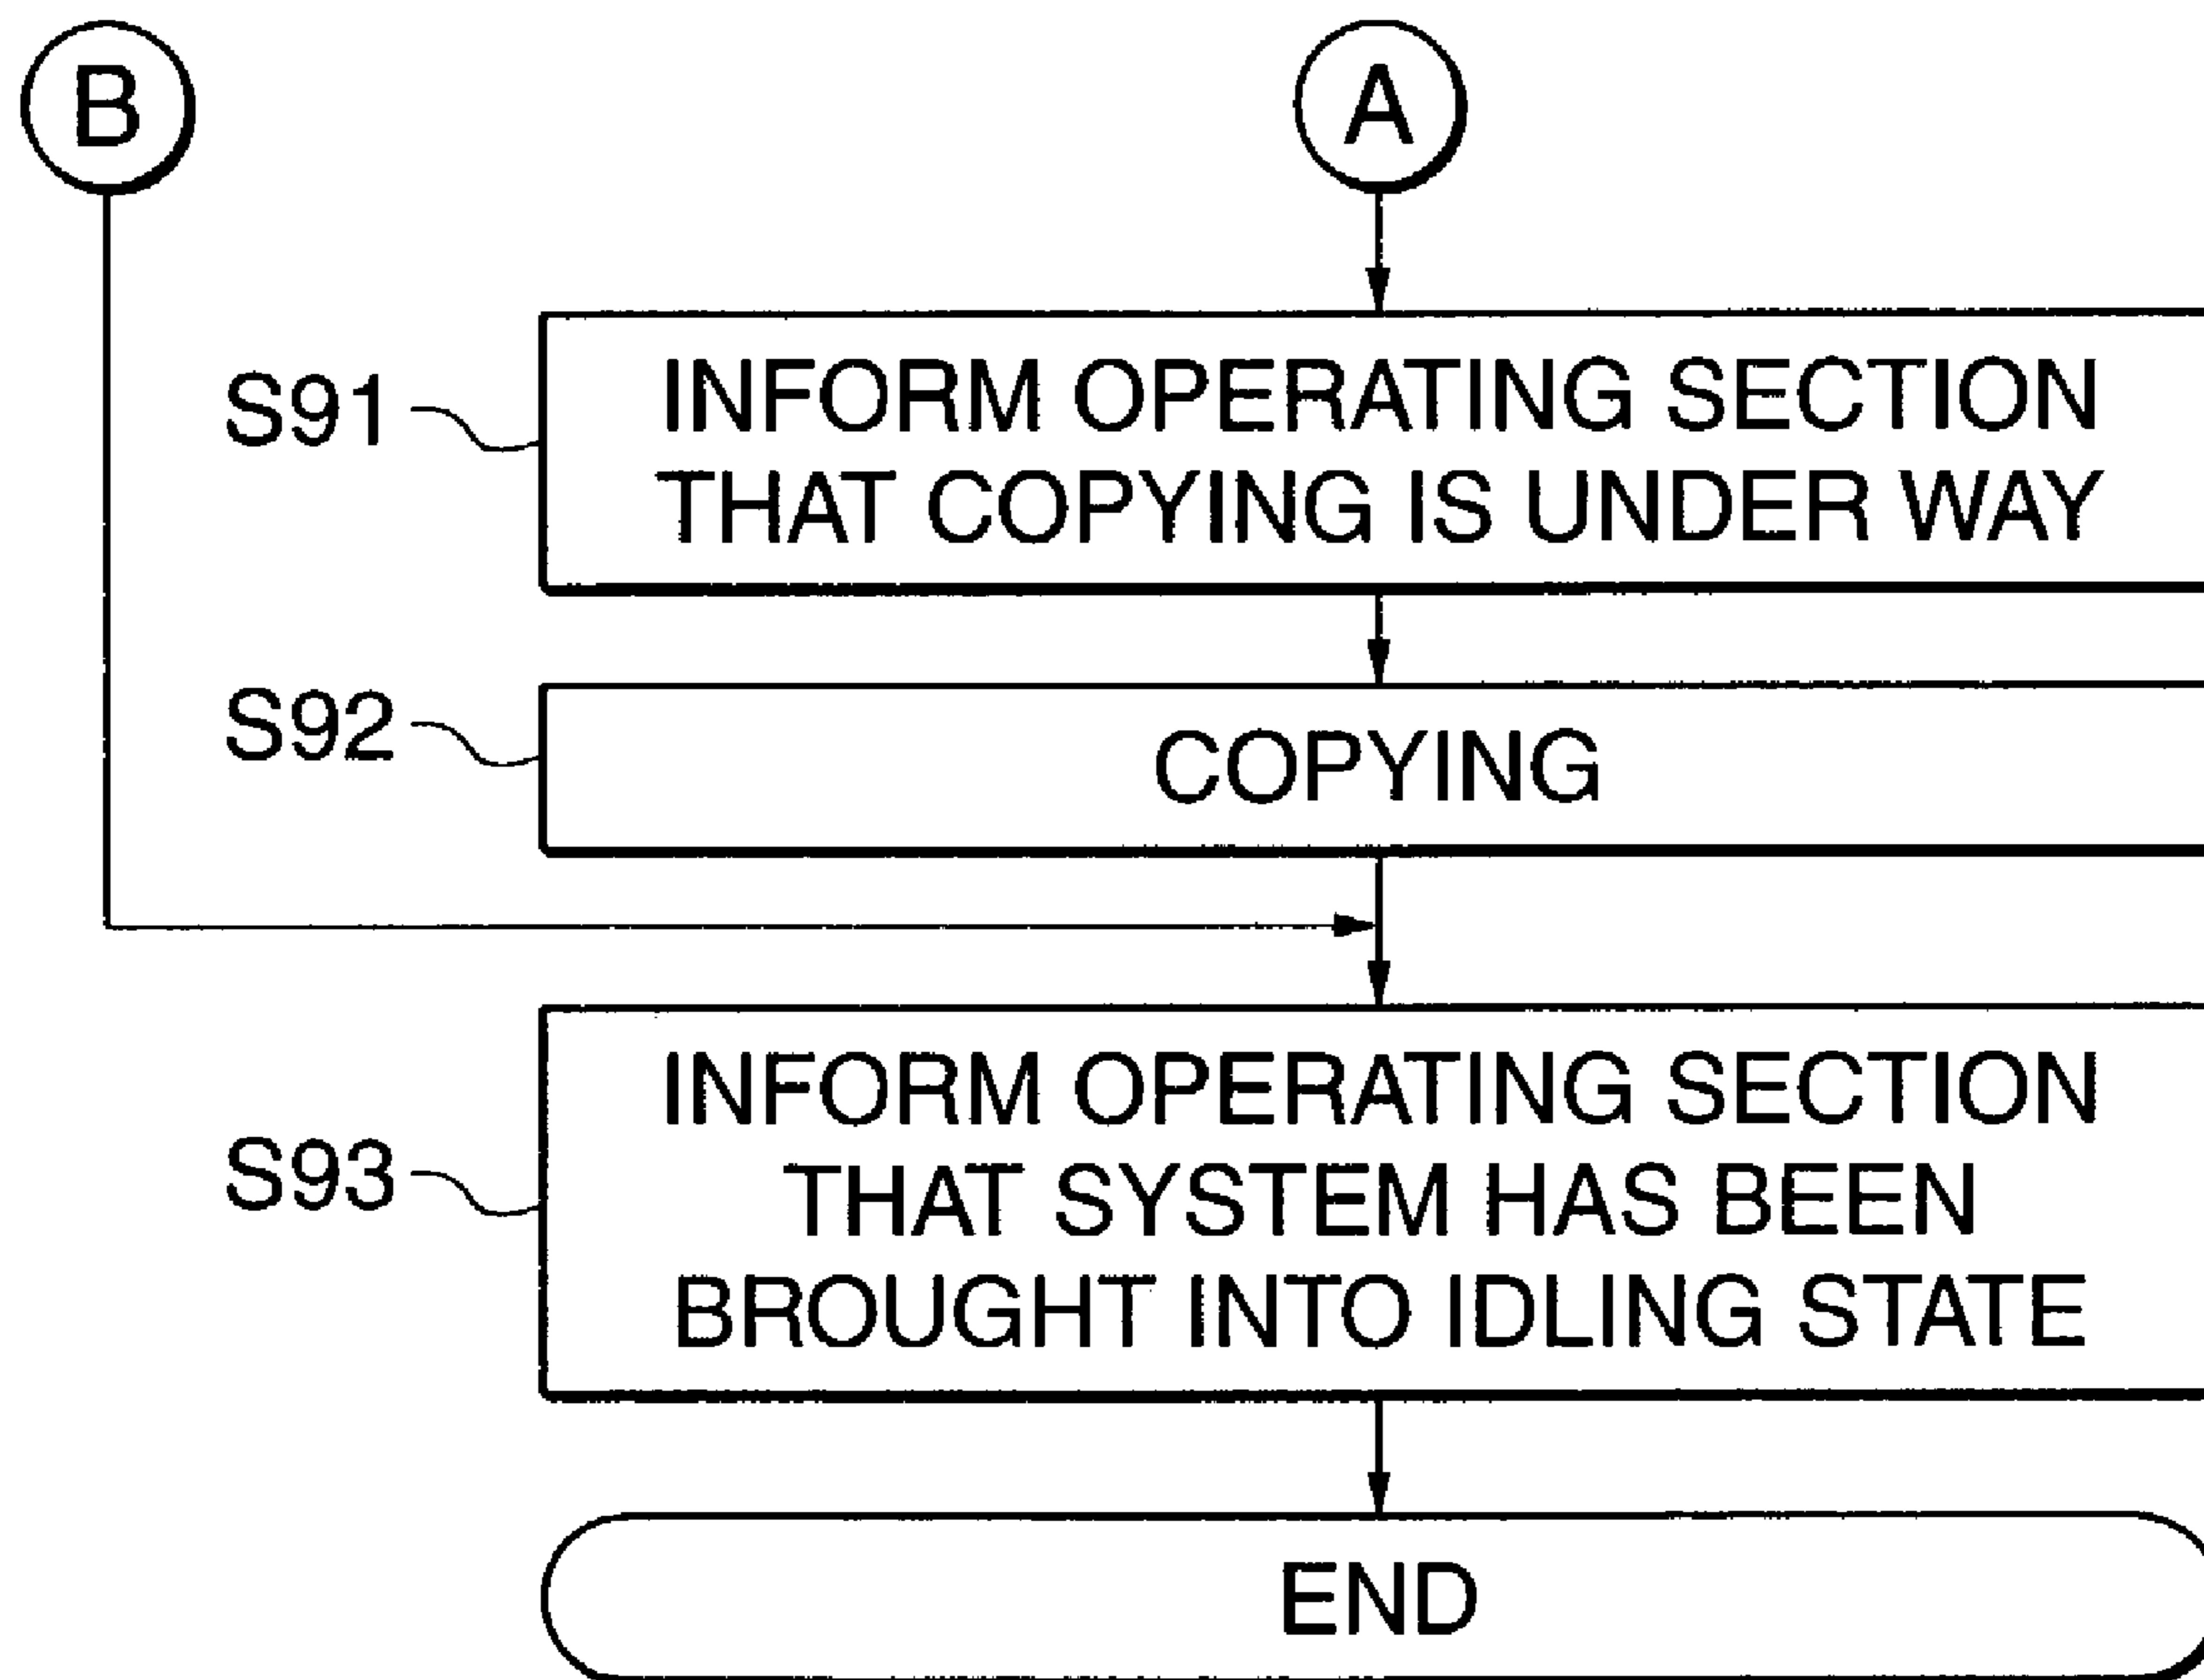 B
A
S91
INFORM OPERATING SECTION
THAT COPYING IS UNDER WAY
S92
COPYING
S93
INFORM OPERATING SECTION
THAT SYSTEM HAS BEEN
BROUGHT INTO IDLING STATE
END